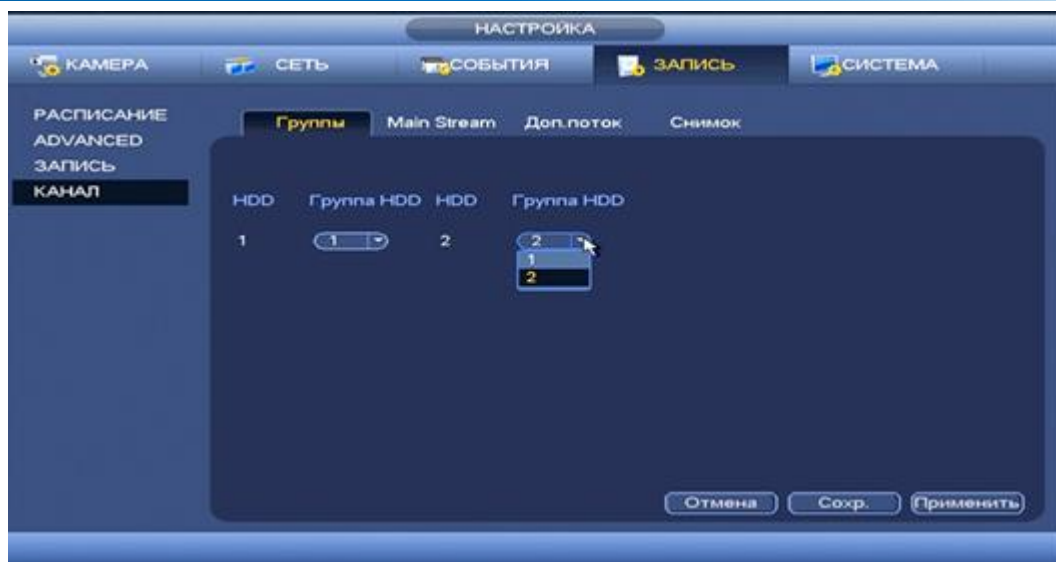 НАСТРОЙКА
КАМЕРА СЕТЬ СОБЫТИЯ ЗАПИСЬ СИСТЕМА
РАСПИСАНИЕ
ADVANCED
ЗАПИСЬ
КАНАЛ
Группы Main Stream Доп.поток Снимок
HDD Группа HDD HDD Группа HDD
1 1 2 2
1
2
Отмена Сохр. Применить